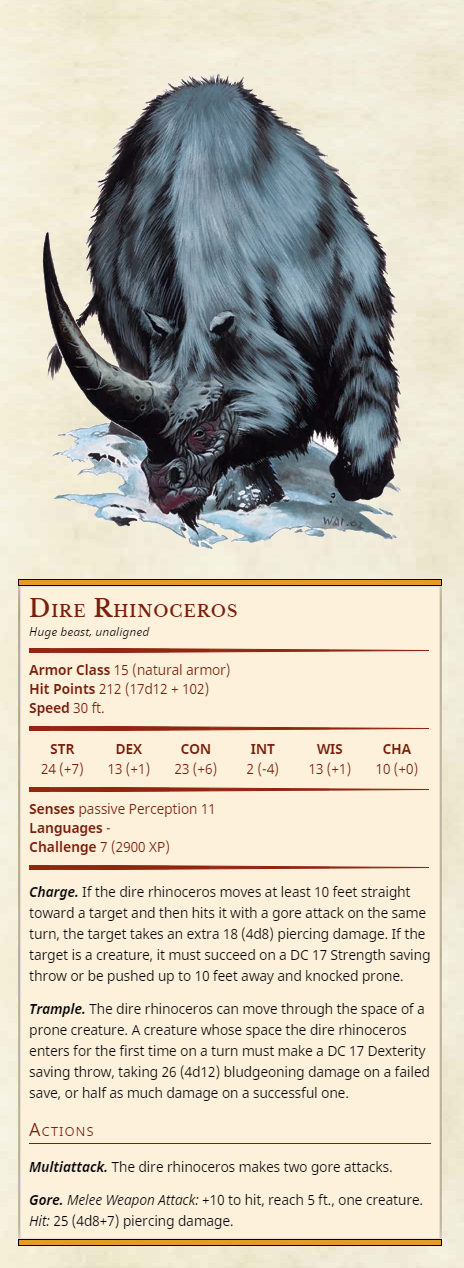 Dire Rhinoceros
Huge beast, unaligned
Armor Class 15 (natural armor)
Hit Points 212 (17d12 + 102)
Speed 30 ft.
STR DEX CON INT WIS CHA
24 (+7) 13 (+1) 23 (+6) 2 (-4) 13 (+1) 10 (+0)
Senses passive Perception 11
Languages -
Challenge 7 (2900 XP)
Charge. If the dire rhinoceros moves at least 10 feet straight
toward a target and then hits it with a gore attack on the same
turn, the target takes an extra 18 (4d8) piercing damage. If the
target is a creature, it must succeed on a DC 17 Strength saving
throw or be pushed up to 10 feet away and knocked prone.
Trample. The dire rhinoceros can move through the space of a
prone creature. A creature whose space the dire rhinoceros
enters for the first time on a turn must make a DC 17 Dexterity
saving throw, taking 26 (4d12) bludgeoning damage on a failed
save, or half as much damage on a successful one.
Actions
Multiattack. The dire rhinoceros makes two gore attacks.
Gore. Melee Weapon Attack: +10 to hit, reach 5 ft., one creature.
Hit: 25 (4d8+7) piercing damage.